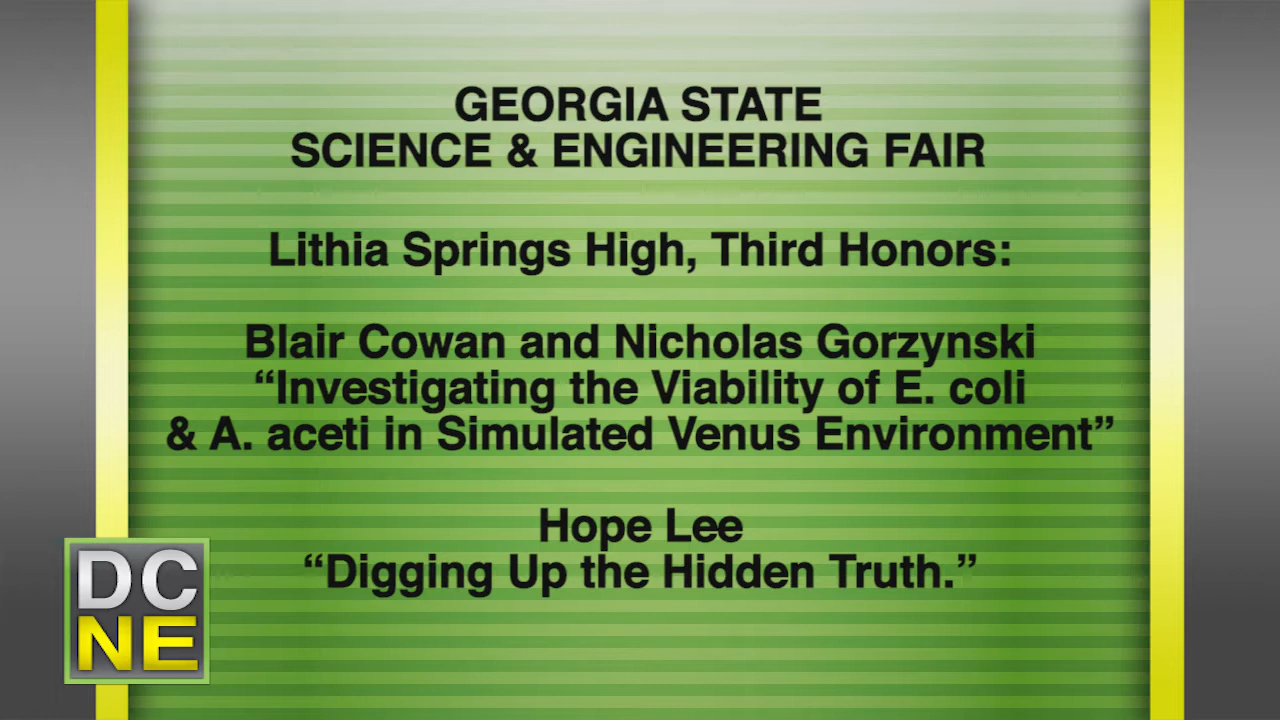 GEORGIA STATE
SCIENCE & ENGINEERING FAIR
Lithia Springs High, Third Honors:
Blair Cowan and Nicholas Gorzynski
“Investigating the Viability of E. coli
& A. aceti in Simulated Venus Environment”
Hope Lee
“Digging Up the Hidden Truth.”
DC
NE